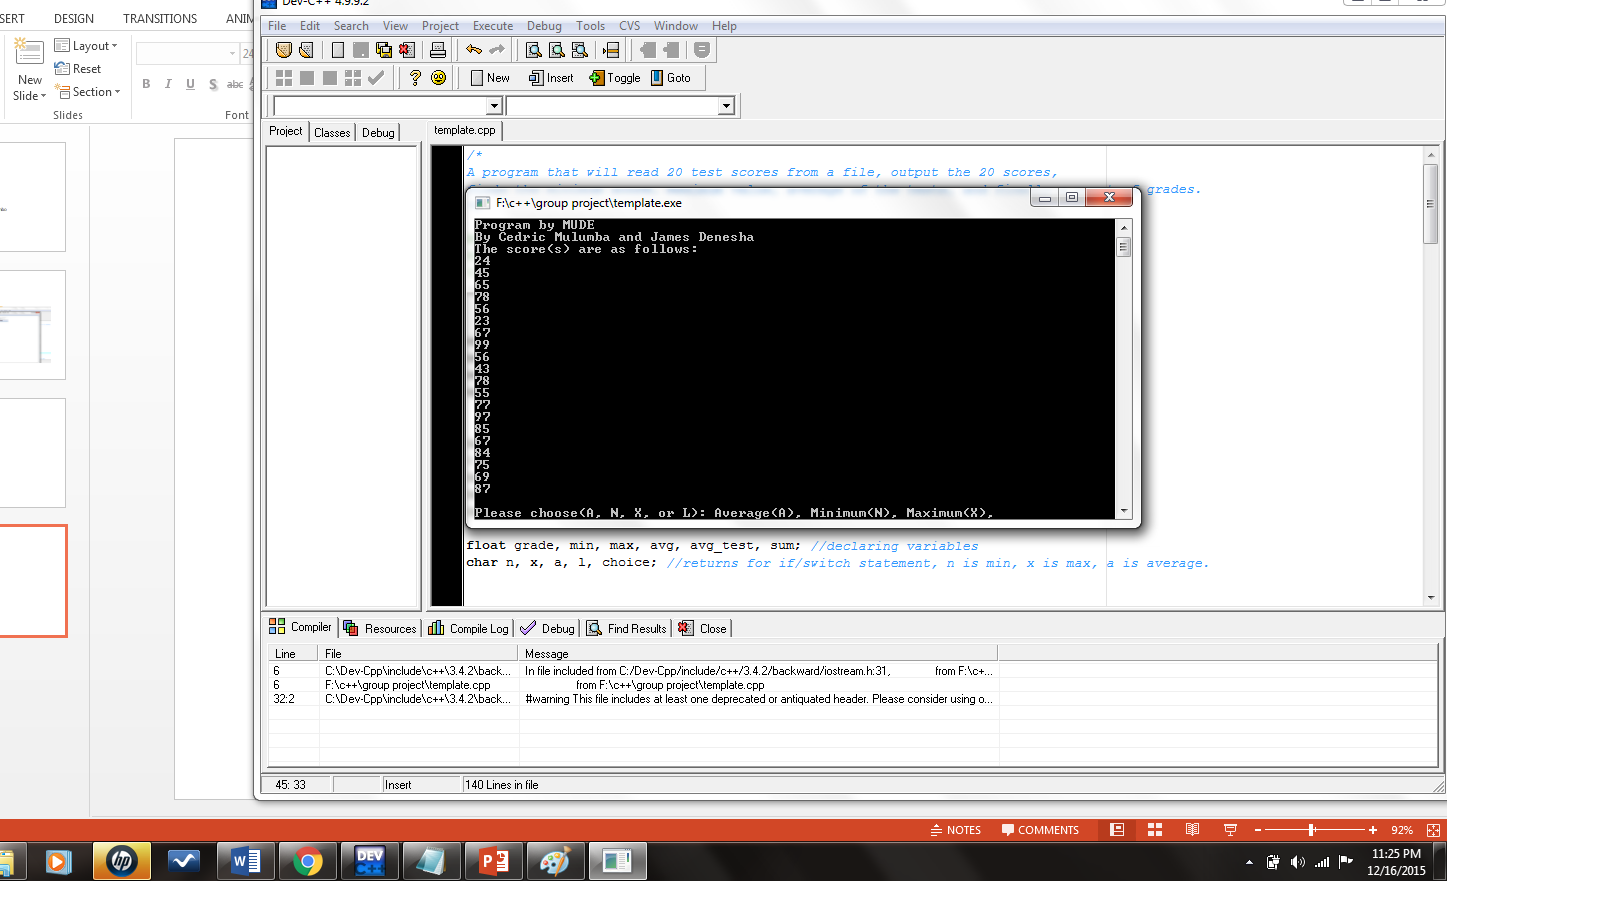 Dev-C++ 4.9.9.2
SERT DESIGN TRANSITIONS ANIM
File Edit Search View Project Execute Debug Tools CVS Window Help
New Slide
Layout
Reset
Section
Slides
24
B I U S abc
Font
New Insert Toggle Goto
Project Classes Debug
template.cpp
/*
A program that will read 20 test scores from a file, output the 20 scores,
grades.
F:\c++\group project\template.exe
Program by MUDE
By Cedric Mulumba and James Denesha
The score(s) are as follows:
24
45
65
78
56
23
67
99
56
43
78
55
77
97
85
67
84
75
69
87
Please choose(A, N, X, or L): Average(A), Minimum(N), Maximum(X),
float grade, min, max, avg, avg_test, sum; //declaring variables
char n, x, a, l, choice; //returns for if/switch statement, n is min, x is max, a is average.
Compiler Resources Compile Log Debug Find Results Close
Line File Message
6 C:\Dev-Cpp\include\c++\3.4.2\back... In file included from C:/Dev-Cpp/include/c++/3.4.2/backward/iostream.h:31, from F:\c+...
6 F:\c++\group project\template.cpp from F:\c++\group project\template.cpp
32:2 C:\Dev-Cpp\include\c++\3.4.2\back... #warning This file includes at least one deprecated or antiquated header. Please consider using o...
45: 33 Insert 140 Lines in file
NOTES COMMENTS 92%
hp W DEV C++ P
11:25 PM
12/16/2015